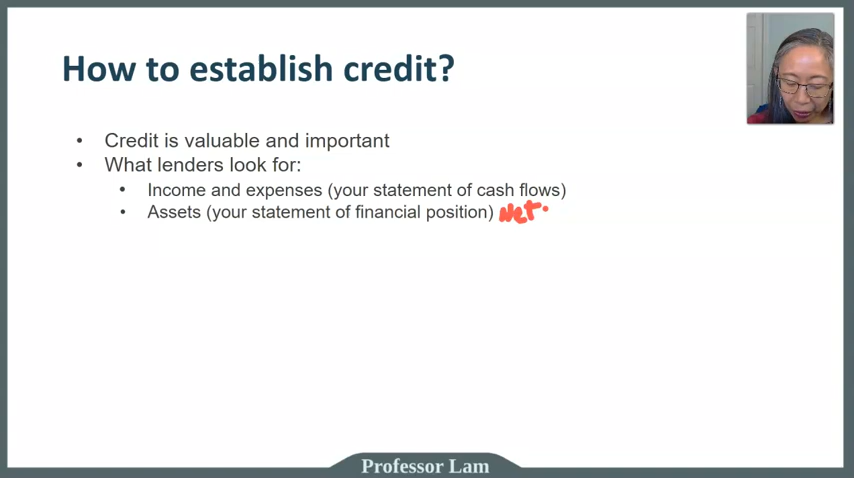 How to establish credit?
• Credit is valuable and important
• What lenders look for:
• Income and expenses (your statement of cash flows)
• Assets (your statement of financial position) Net
Professor Lam